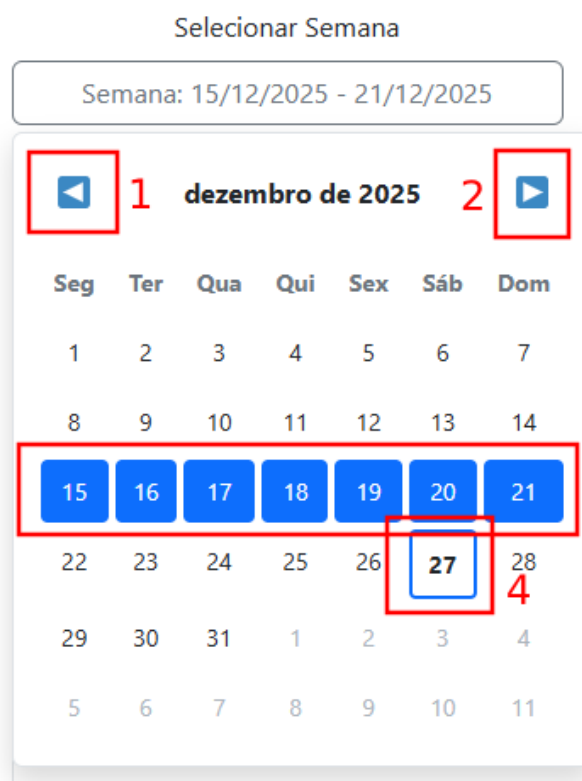 Selecionar Semana
Semana: 15/12/2025 - 21/12/2025
1 dezembro de 2025 2
Seg Ter Qua Qui Sex Sáb Dom
1 2 3 4 5 6 7
8 9 10 11 12 13 14
15 16 17 18 19 20 21
22 23 24 25 26 27 28
4
29 30 31 1 2 3 4
5 6 7 8 9 10 11